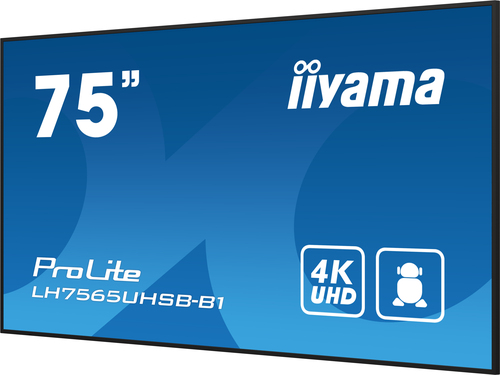 75”
iiyama
ProLite
LH7565UHSB-B1
4K
UHD